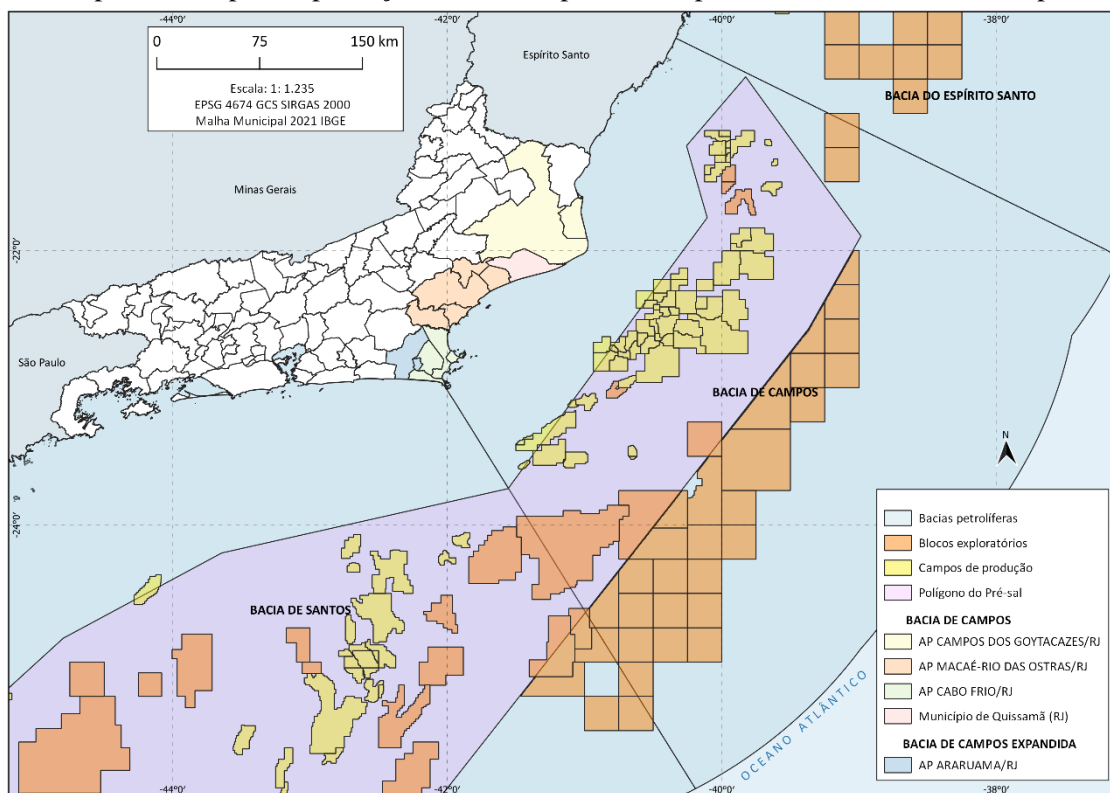 -44°0'
-42°0'
-40°0'
-38°0'
0 75 150 km
Escala: 1: 1.235
EPSG 4674 GCS SIRGAS 2000
Malha Municipal 2021 IBGE
Espírito Santo
BACIA DO ESPÍRITO SANTO
Minas Gerais
-22°0'
-22°0'
São Paulo
BACIA DE CAMPOS
N
-24°0'
Bacias petrolíferas
Blocos exploratórios
Campos de produção
Polígono do Pré-sal
BACIA DE SANTOS
BACIA DE CAMPOS
AP CAMPOS DOS GOYTACAZES/RJ
AP MACAÉ-RIO DAS OSTRAS/RJ
AP CABO FRIO/RJ
Município de Quissamã (RJ)
BACIA DE CAMPOS EXPANDIDA
AP ARARUAMA/RJ
OCEANO ATLÂNTICO
-44°0'
-42°0'
-40°0'
-38°0'